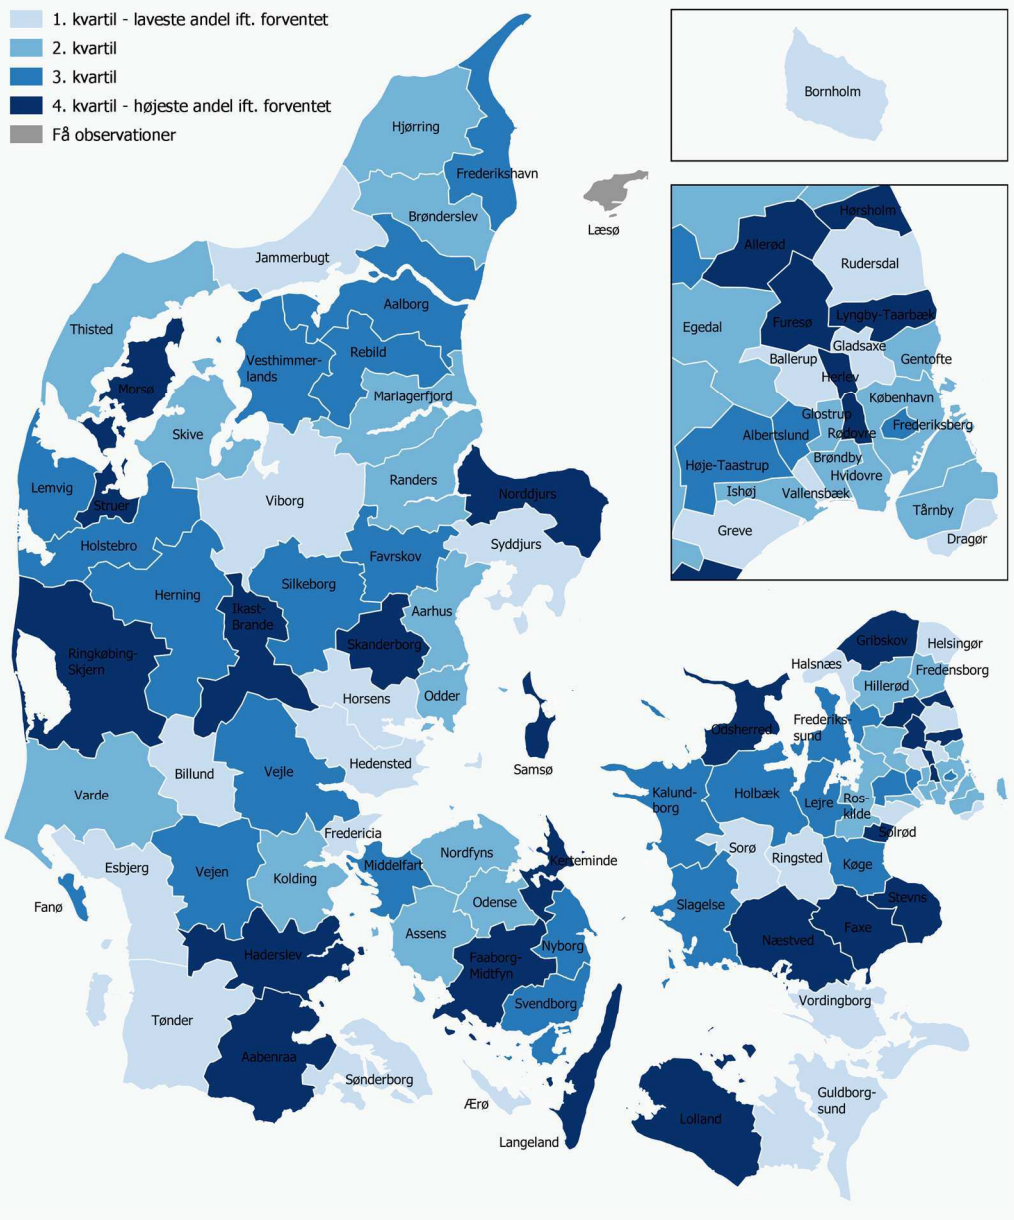 1. kvartil - laveste andel ift. forventet
2. kvartil
3. kvartil
4. kvartil - højeste andel ift. forventet
Få observationer
Bornholm
Hjørring
Frederikshavn
Brønderslev
Læsø
Jammerbugt
Aalborg
Thisted
Vesthimmer-
lands
Rebild
Morsø
Mariagerfjord
Skive
Lemvig
Struer
Viborg
Randers
Norddjurs
Holstebro
Favrskov
Syddjurs
Herning
Silkeborg
Ikast-
Brande
Aarhus
Ringkøbing-
Skjern
Skanderborg
Horsens
Odder
Hedensted
Samsø
Billund
Vejle
Varde
Fredericia
Esbjerg
Vejen
Kolding
Middelfart
Nordfyns
Kerteminde
Fanø
Odense
Assens
Haderslev
Faaborg-
Midtfyn
Nyborg
Svendborg
Tønder
Aabenraa
Sønderborg
Ærø
Langeland
Hørsholm
Allerød
Rudersdal
Egedal
Furesø
Lyngby-Taarbæk
Gladsaxe
Ballerup
Gentofte
Herlev
København
Glostrup
Albertslund
Rødovre
Frederiksberg
Høje-Taastrup
Brøndby
Hvidovre
Ishøj
Vallensbæk
Tårnby
Greve
Dragør
Gribskov
Helsingør
Halsnæs
Fredensborg
Hillerød
Odsherred
Frederiks-
sund
Kalund-
borg
Holbæk
Lejre
Ros-
kilde
Solrød
Sorø
Ringsted
Køge
Slagelse
Stevns
Næstved
Faxe
Vordingborg
Guldborg-
sund
Lolland